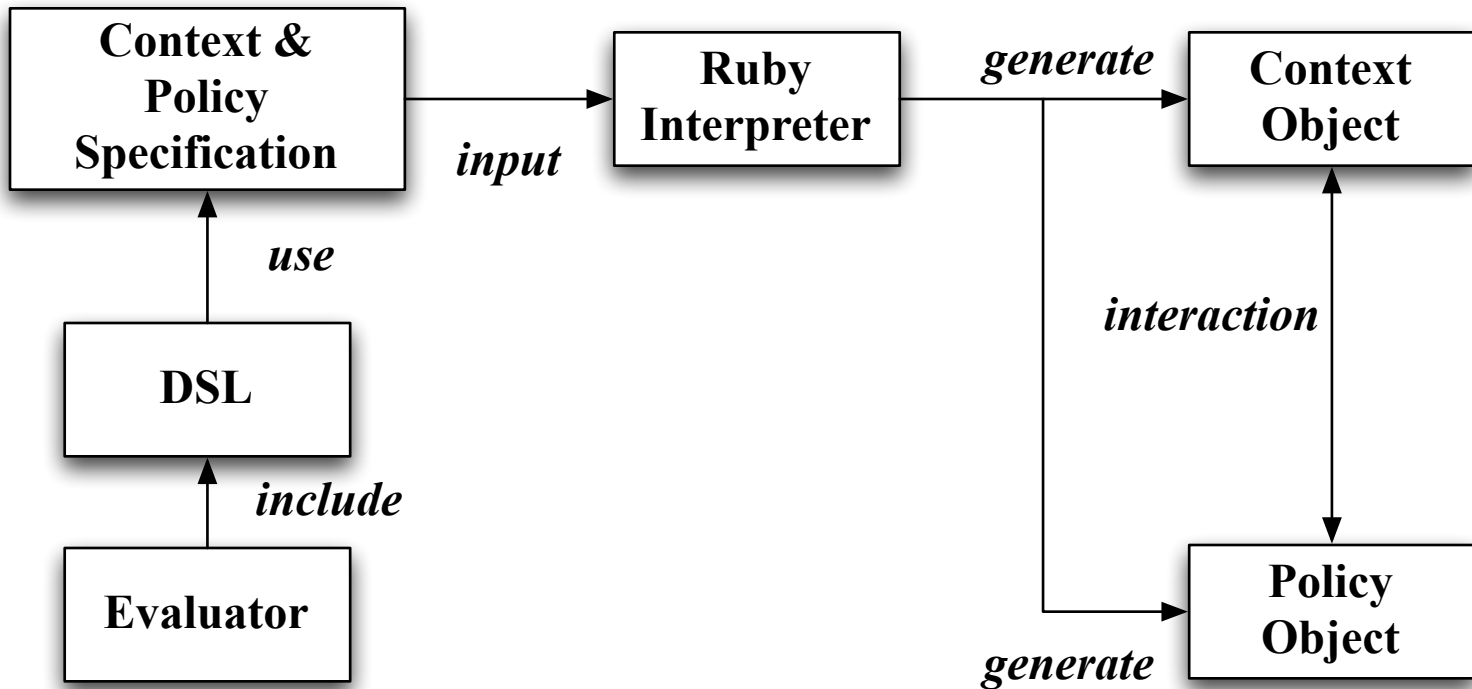 Context &
Policy
Specification
input
Ruby
Interpreter
generate
Context
Object
use
interaction
DSL
include
Evaluator
generate
Policy
Object